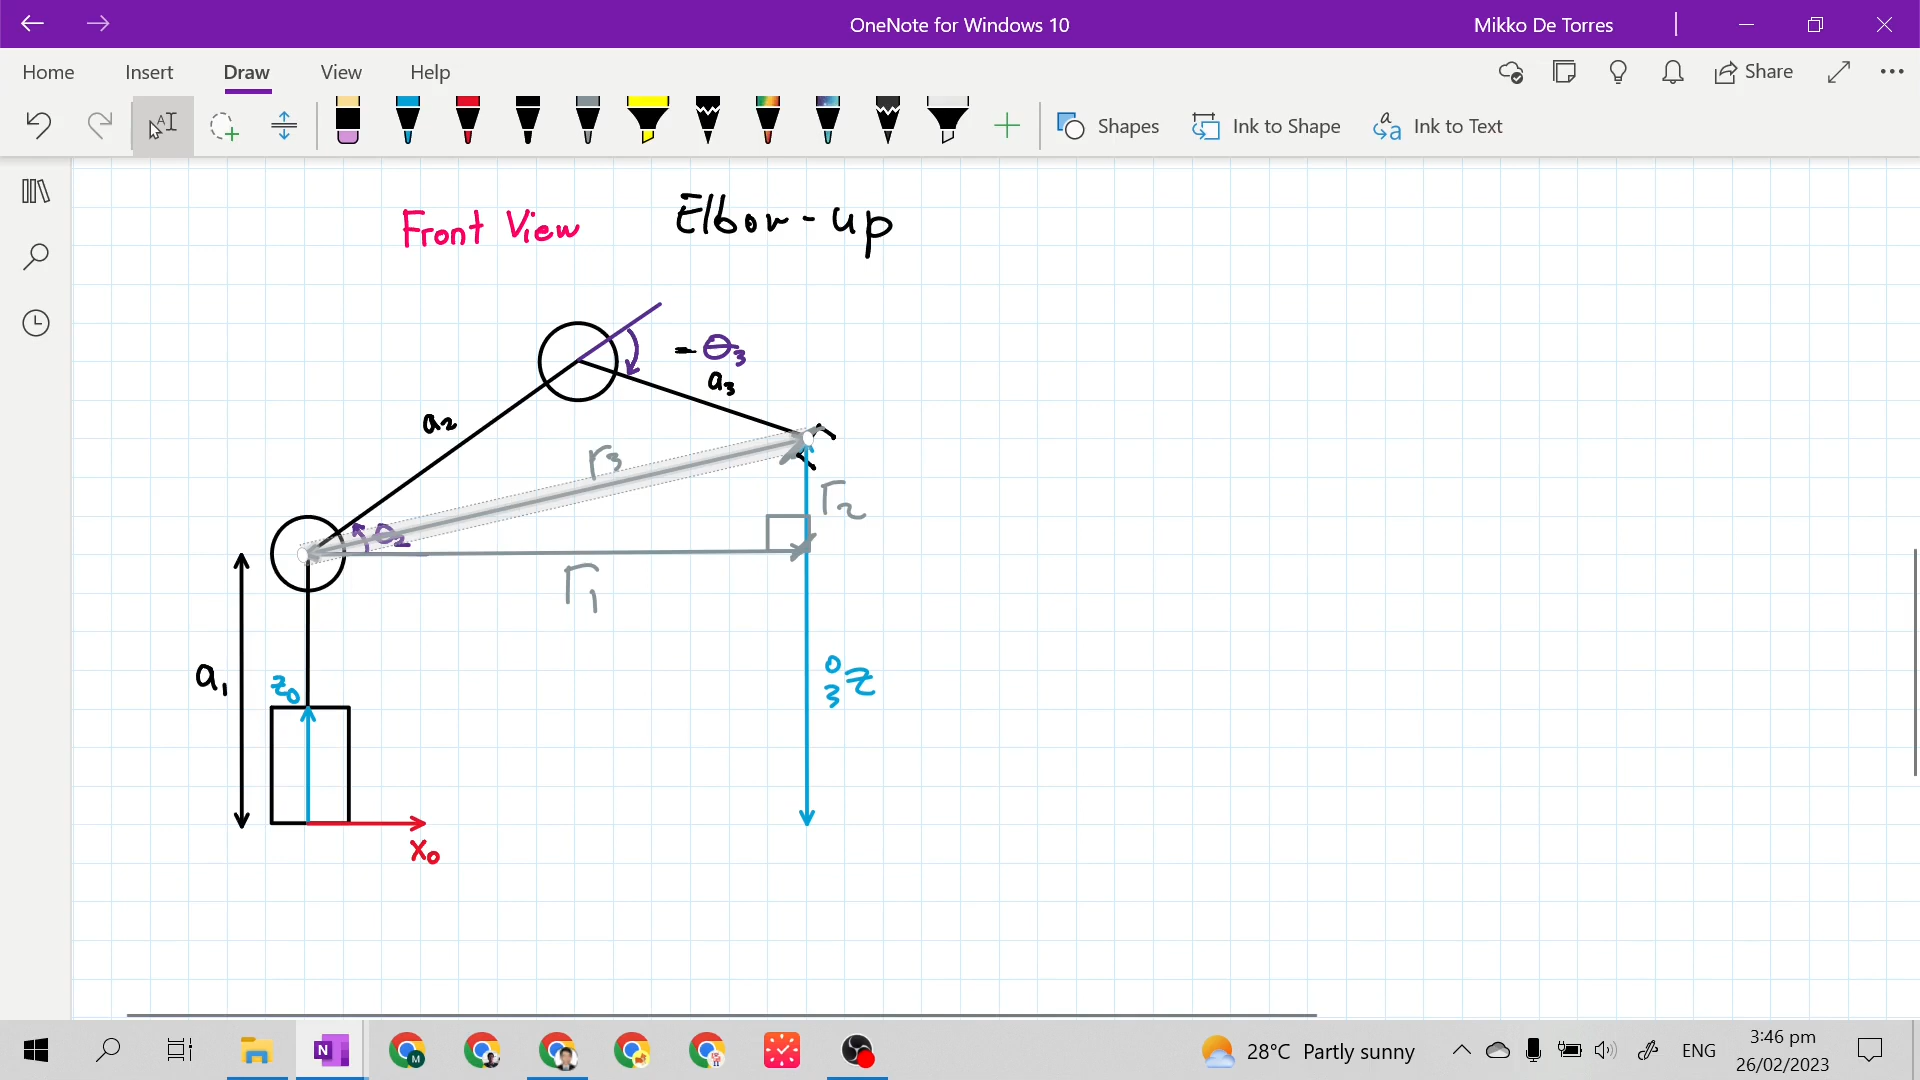 OneNote for Windows 10
Mikko De Torres
Home Insert Draw View Help
Share
Shapes Ink to Shape Ink to Text
Front View Elbow-up
-θ3
a3
a2
r3
r2
θ2
r1
a1
z0
0
3 z
x0
28°C Partly sunny
ENG
3:46 pm
26/02/2023